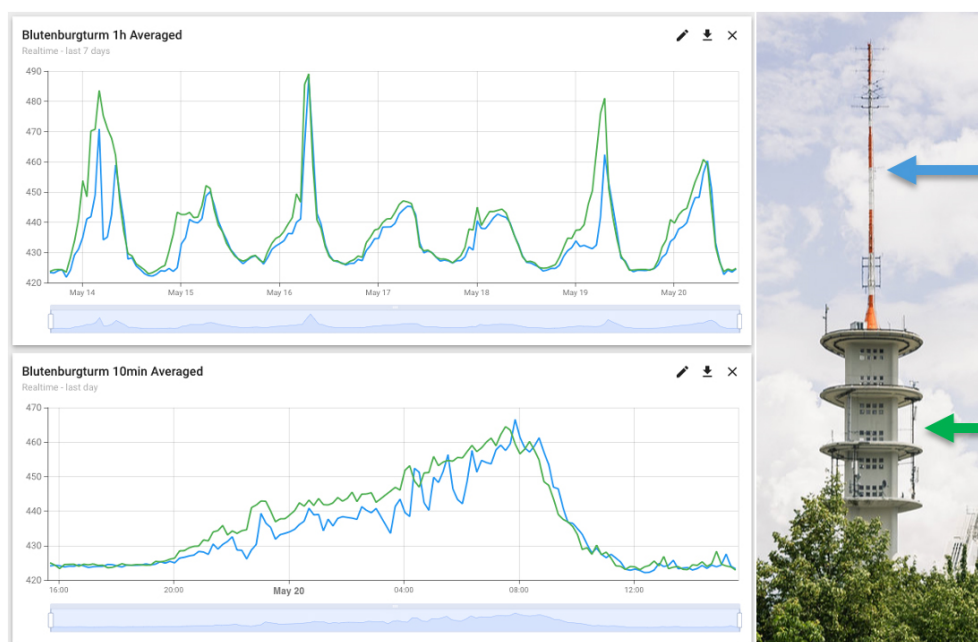 Blutenburgturm 1h Averaged
Realtime - last 7 days
490
480
470
460
450
440
430
420
May 14 May 15 May 16 May 17 May 18 May 19 May 20
Blutenburgturm 10min Averaged
Realtime - last day
470
460
450
440
430
420
16:00 20:00 May 20 04:00 08:00 12:00